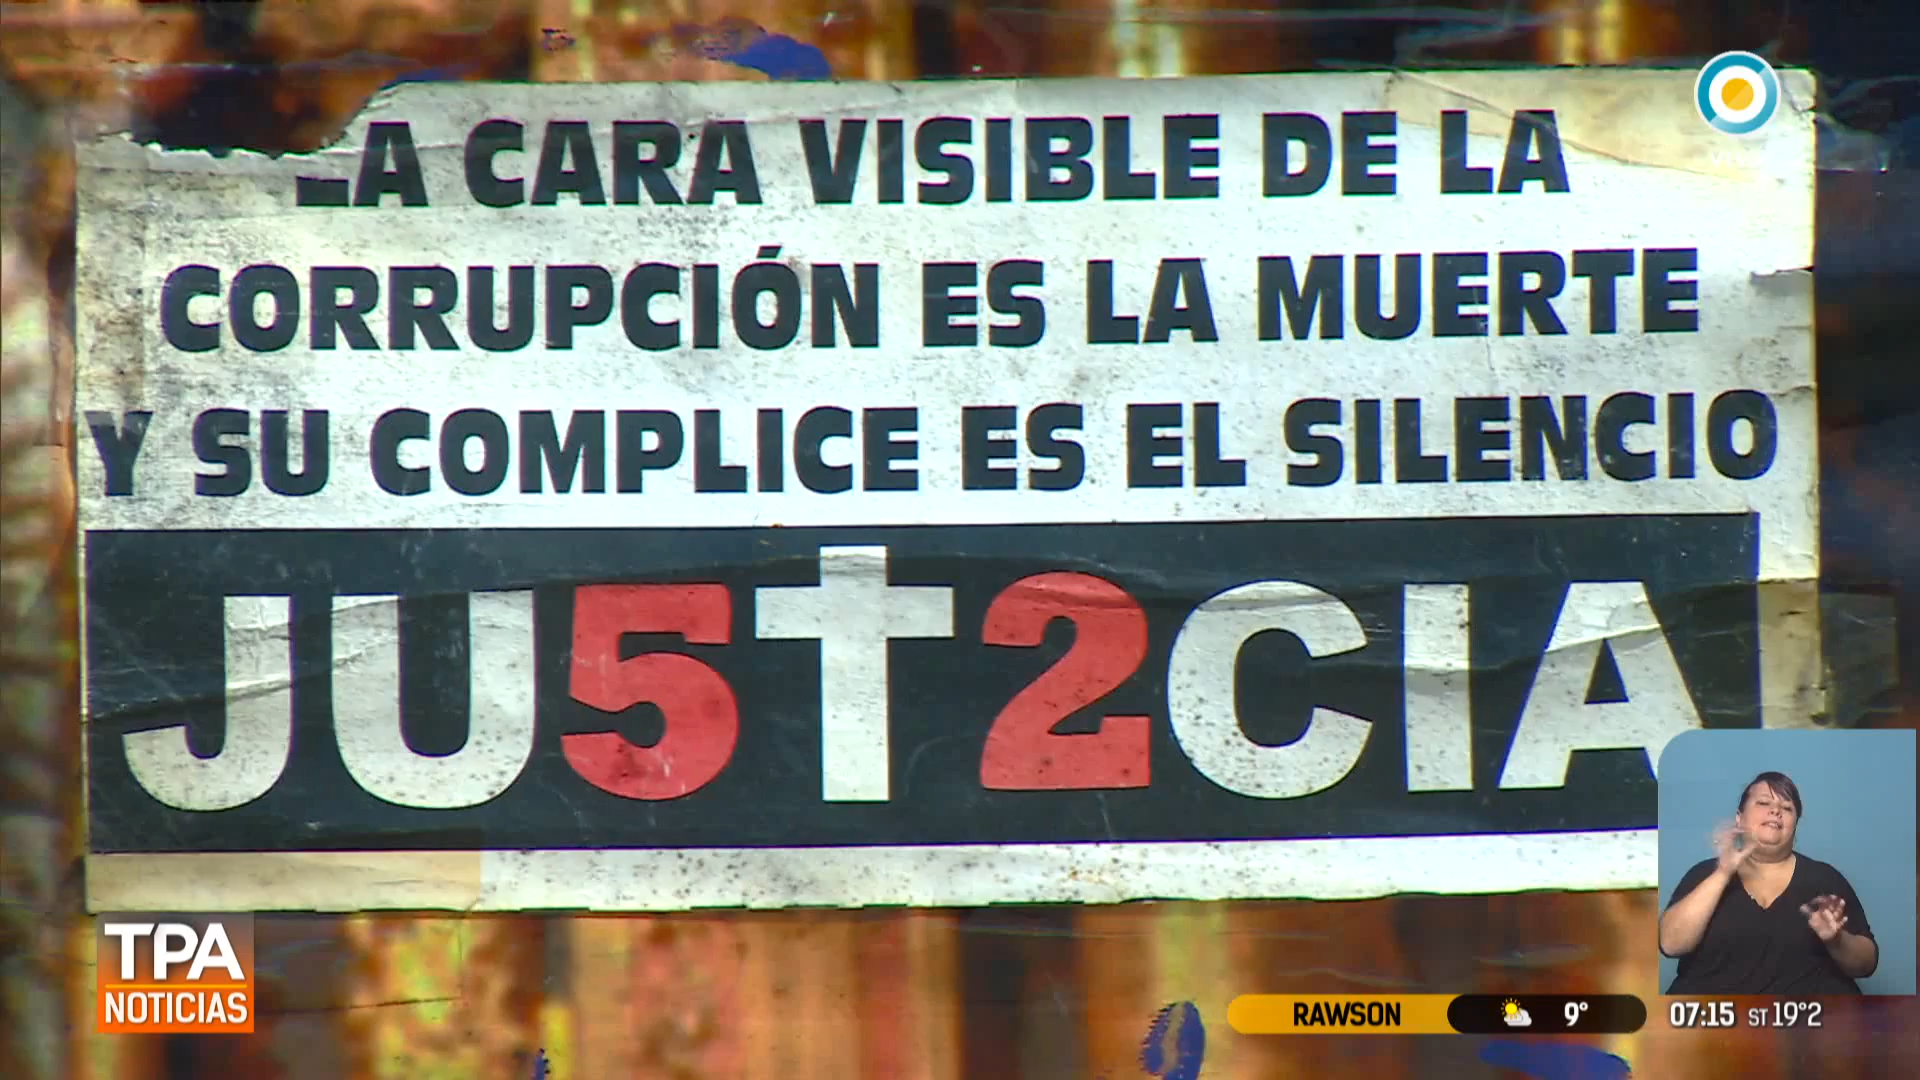 LA CARA VISIBLE DE LA
CORRUPCIÓN ES LA MUERTE
Y SU COMPLICE ES EL SILENCIO
JU5T2CIA
VIVO
TPA
NOTICIAS
RAWSON 9° 07:15 ST 19°2